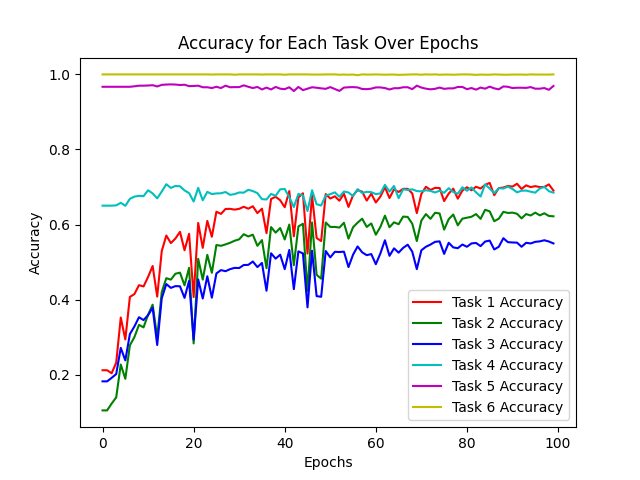 Accuracy for Each Task Over Epochs
1.0
0.8
0.6
0.4
0.2
Accuracy
0 20 40 60 80 100
Epochs
Task 1 Accuracy
Task 2 Accuracy
Task 3 Accuracy
Task 4 Accuracy
Task 5 Accuracy
Task 6 Accuracy